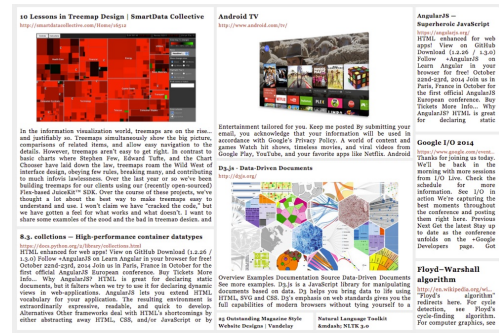 10 Lessons in Treemap Design | SmartData Collective
http://smartdatacollective.com/Home/16512
In the information visualization world, treemaps are on the rise...
and justifiably so. Treemaps simultaneously show the big picture,
comparisons of related items, and allow easy navigation to the
details. However, treemaps aren't easy to get right. In contrast to
basic charts where Stephen Few, Edward Tufte, and the Chart
Chooser have laid down the law, treemaps roam the Wild West of
interface design, obeying few rules, breaking many, and contributing
to much infovis lawlessness. Over the last year or so we've been
building treemaps for our clients using our (recently open-sourced)
Flex-based JuiceKit™ SDK. Over the course of these projects, we've
thought a lot about the best way to make treemaps easy to
understand and use. I won't claim we have "cracked the code," but
we have gotten a feel for what works and what doesn't. I want to
share some examples of the good and the bad in treemap design. and
8.3. colletions — High-performance container datatypes
https://docs.python.org/2/library/collections.html
HTML enhanced for web apps! View on GitHub Download (1.2.26 /
1.3.0) Follow +AngularJS on Learn Angular in your browser for free! October
22nd-23rd, 2014 Join us in Paris, France in October for the
first official AngularJS European conference. Buy Tickets More
Info... Why AngularJS? HTML is great for declaring static
documents, but it falters when we try to use it for declaring dynamic
views in web-applications. AngularJS lets you extend HTML
vocabulary for your application. The resulting environment is
extraordinarily expressive, readable, and quick to develop.
Alternatives Other frameworks deal with HTML's shortcomings by
either abstracting away HTML, CSS, and/or JavaScript or by
Android TV
http://www.android.com/tv/
Entertainment tailored for you. Keep me posted By submitting your
email, you acknowledge that your information will be used in
accordance with Google's Privacy Policy. A world of content and
games Watch hit shows, timeless movies, and viral videos from
Google Play, YouTube, and your favorite apps like Netflix. Android
D3.js - Data-Driven Documents
http://d3js.org/
Overview Examples Documentation Source Data-Driven Documents
See more examples. D3.js is a JavaScript library for manipulating
documents based on data. D3 helps you bring data to life using
HTML, SVG and CSS. D3's emphasis on web standards gives you the
full capabilities of modern browsers without tying yourself to a
25 Outstanding Magazine Style
Website Designs | Vandelay
Natural Language Toolkit
&mdash; NLTK 3.0
AngularJS —
Superheroic JavaScript
https://angularjs.org/
HTML enhanced for web
apps! View on GitHub
Download (1.2.26 / 1.3.0)
Follow +AngularJS on
Learn Angular in your
browser for free! October
22nd-23rd, 2014 Join us in
Paris, France in October for
the first official AngularJS
European conference. Buy
Tickets More Info... Why
AngularJS? HTML is great
for declaring static
Google I/O 2014
https://www.google.com/event...
Thanks for joining us today.
We'll be back in the
morning with more sessions
from I/O Live. Check the
schedule for more
information. See I/O in
action We're capturing the
best moments throughout
the conference and posting
them right here. Previous
Next Get the latest Stay up
to date as the conference
unfolds on the +Google
Developers page. Got
Floyd–Warshall
algorithm
http://en.wikipedia.org/wi...
"Floyd's algorithm"
redirects here. For cycle
detection, see Floyd's
cycle-finding algorithm.
For computer graphics, see